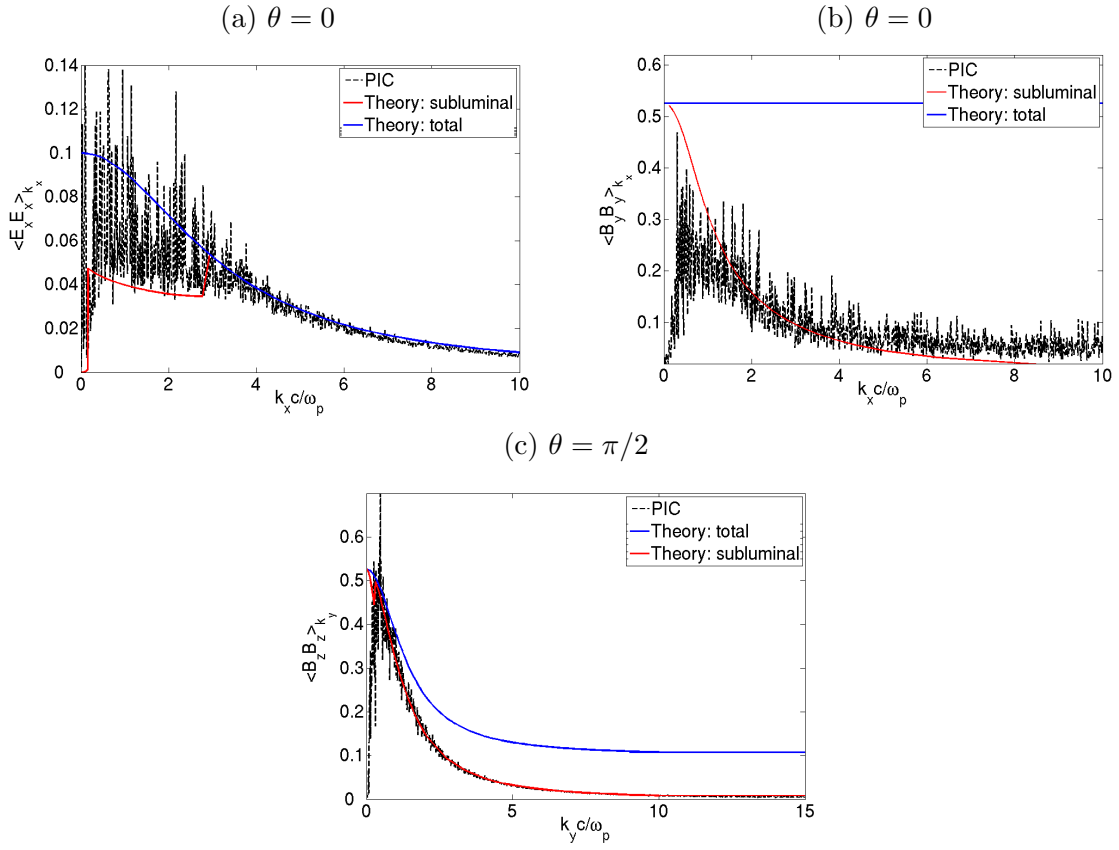 (a) θ = 0
<E_x E_x>_{k_x}
0.14
0.12
0.1
0.08
0.06
0.04
0.02
0
PIC
Theory: subluminal
Theory: total
0 2 4 6 8 10
k_x c/ω_p
(b) θ = 0
<B_y B_y>_{k_x}
0.6
0.5
0.4
0.3
0.2
0.1
PIC
Theory: subluminal
Theory: total
0 2 4 6 8 10
k_x c/ω_p
(c) θ = π/2
<B_z B_z>_{k_y}
0.6
0.5
0.4
0.3
0.2
0.1
0
PIC
Theory: total
Theory: subluminal
0 5 10 15
k_y c/ω_p